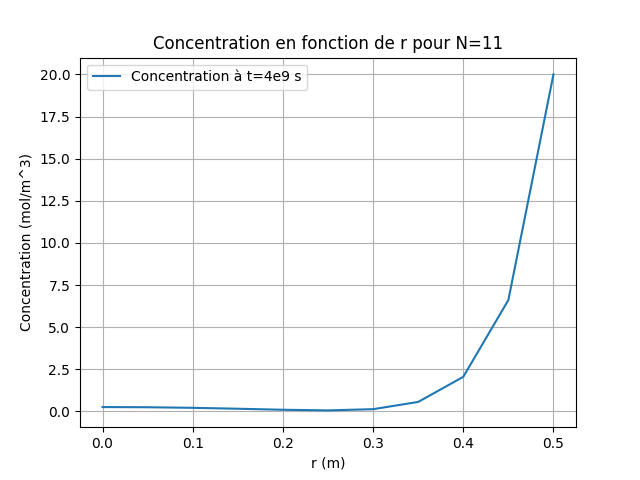 Concentration en fonction de r pour N=11
Concentration à t=4e9 s
Concentration (mol/m^3)
20.0
17.5
15.0
12.5
10.0
7.5
5.0
2.5
0.0
0.0 0.1 0.2 0.3 0.4 0.5
r (m)